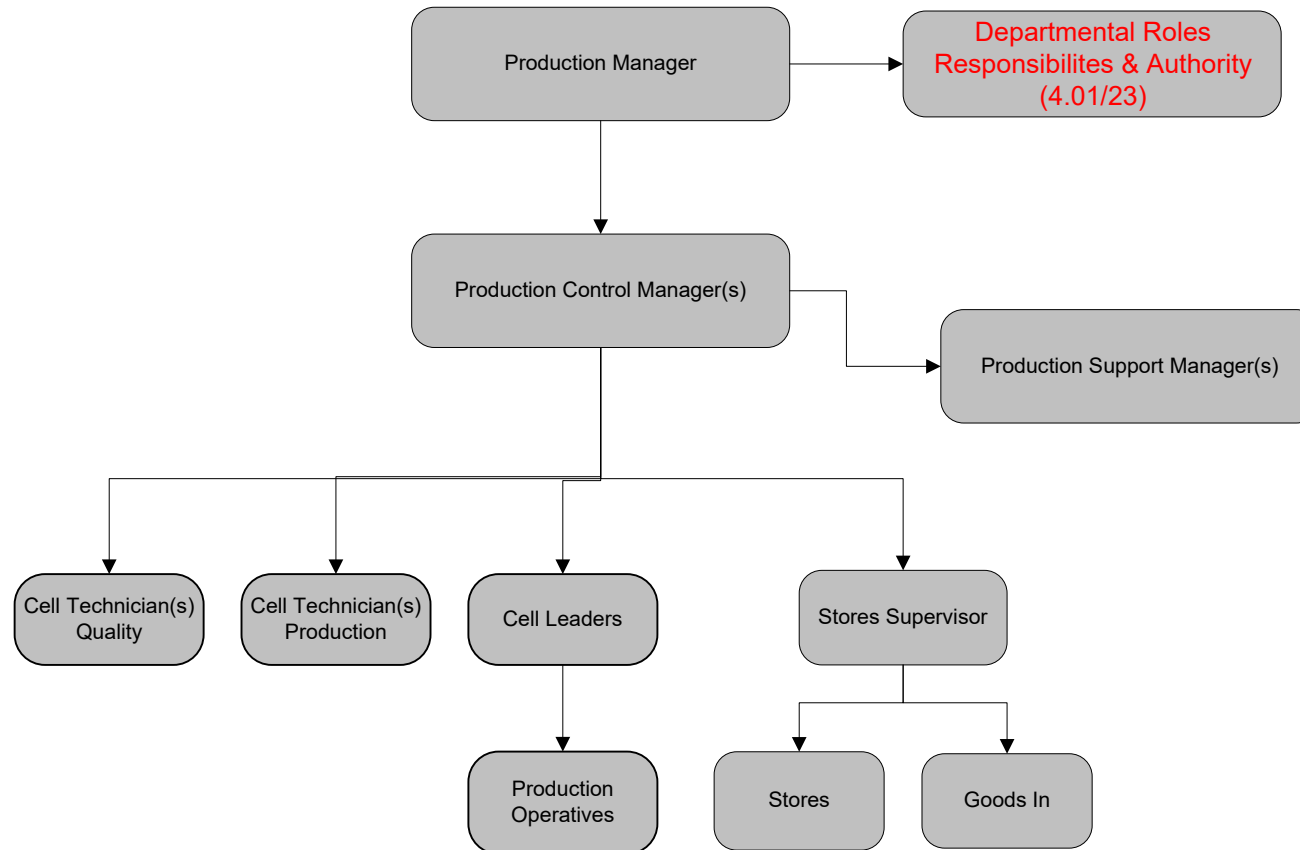 Production Manager
Departmental Roles
Responsibilites & Authority
(4.01/23)
Production Control Manager(s)
Production Support Manager(s)
Cell Technician(s)
Quality
Cell Technician(s)
Production
Cell Leaders
Stores Supervisor
Production
Operatives
Stores
Goods In